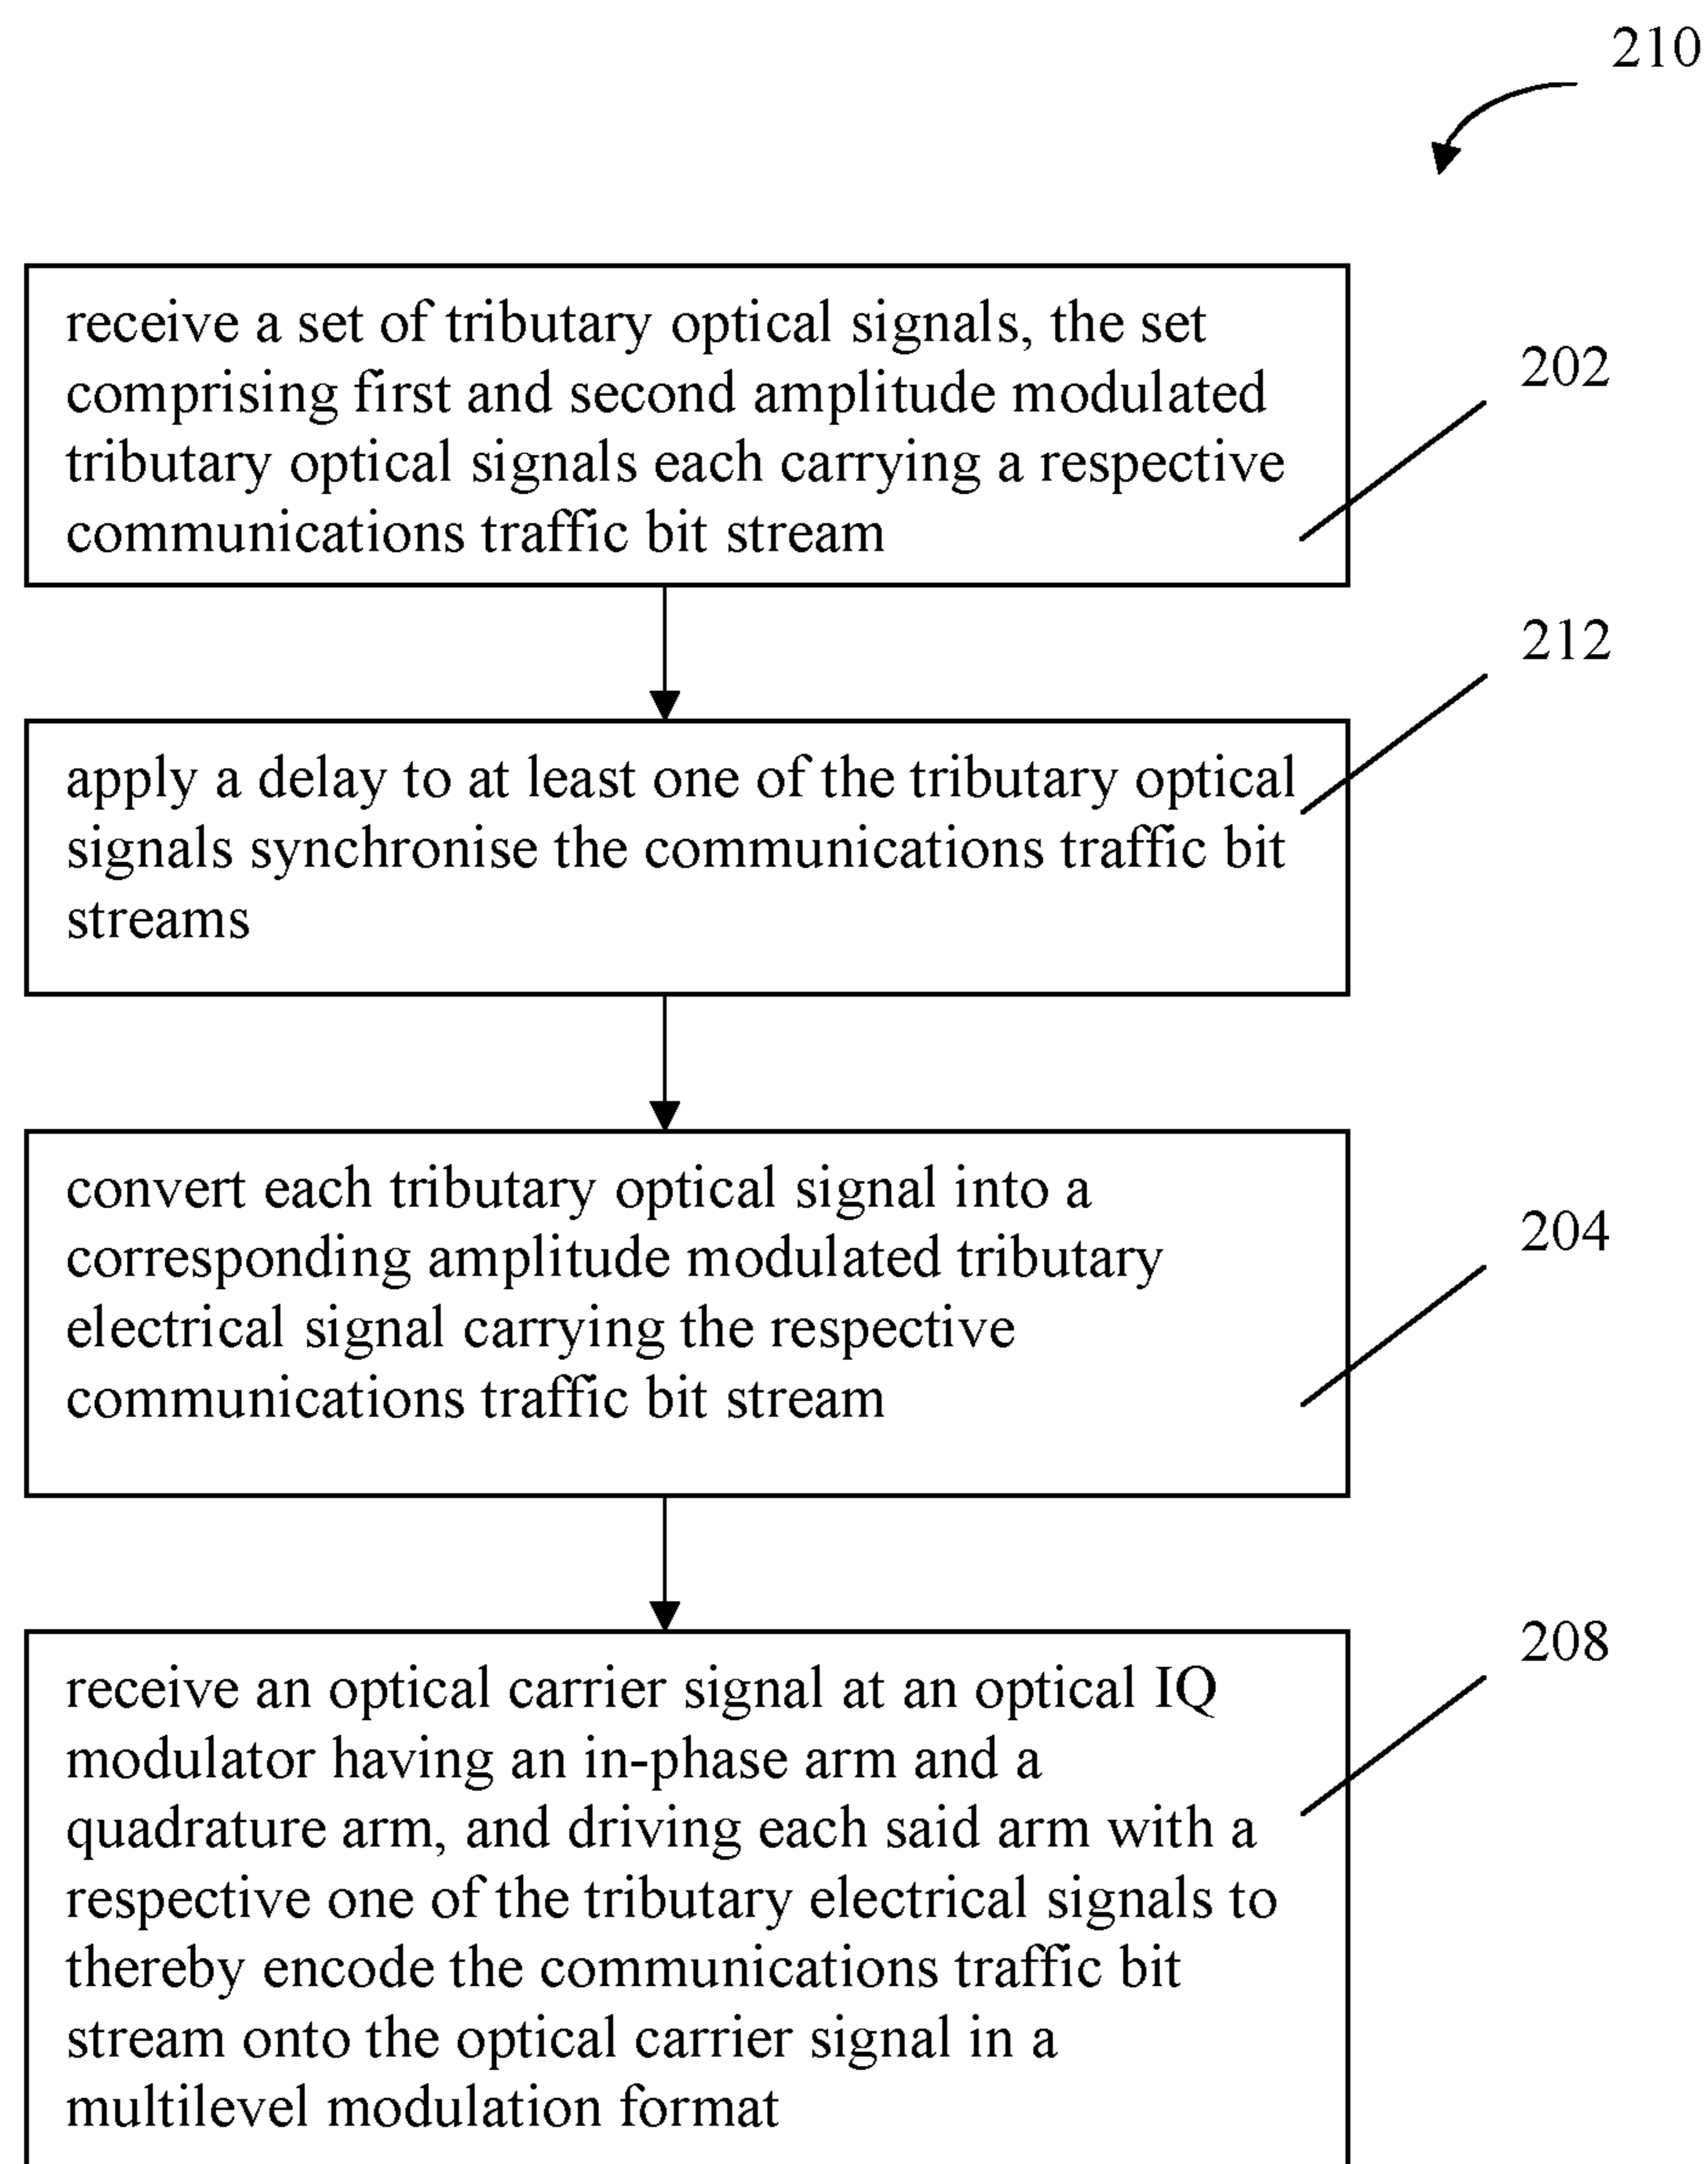 210
receive a set of tributary optical signals, the set
comprising first and second amplitude modulated
tributary optical signals each carrying a respective
communications traffic bit stream
202
apply a delay to at least one of the tributary optical
signals synchronise the communications traffic bit
streams
212
convert each tributary optical signal into a
corresponding amplitude modulated tributary
electrical signal carrying the respective
communications traffic bit stream
204
receive an optical carrier signal at an optical IQ
modulator having an in-phase arm and a
quadrature arm, and driving each said arm with a
respective one of the tributary electrical signals to
thereby encode the communications traffic bit
stream onto the optical carrier signal in a
multilevel modulation format
208